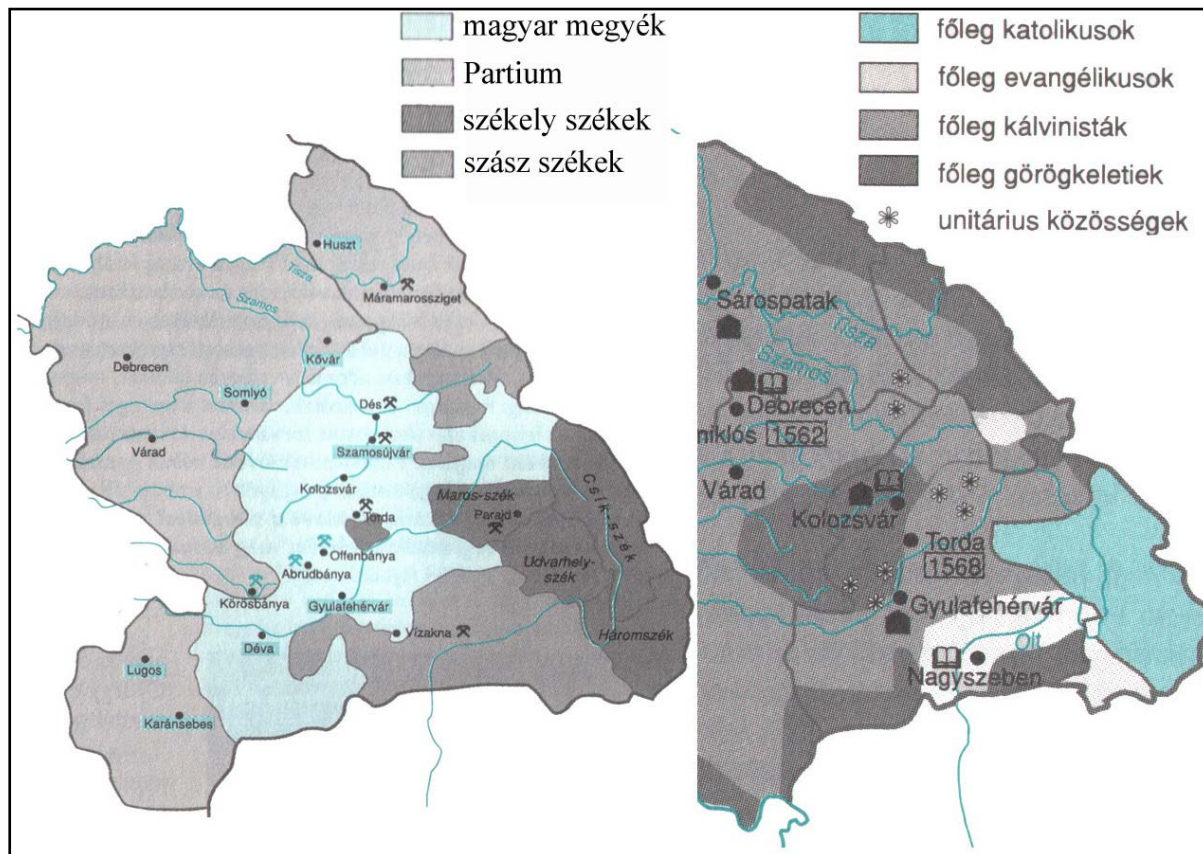 magyar megyék
Partium
székely székek
szász székek
Huszt
Tisza
Máramarossziget
Szamos
Debrecen
Kővár
Somlyó
Dés
Várad
Szamosújvár
Kolozsvár
Maros-szék
Csík-szék
Torda
Parajd
Offenbánya
Udvarhely-
szék
Abrudbánya
Körösbánya
Gyulafehérvár
Vízakna
Háromszék
Déva
Lugos
Karánsebes
főleg katolikusok
főleg evangélikusok
főleg kálvinisták
főleg görögkeletiek
unitárius közösségek
Sárospatak
Tisza
Szamos
Debrecen
niklós 1562
Várad
Kolozsvár
Torda
1568
Gyulafehérvár
Olt
Nagyszeben